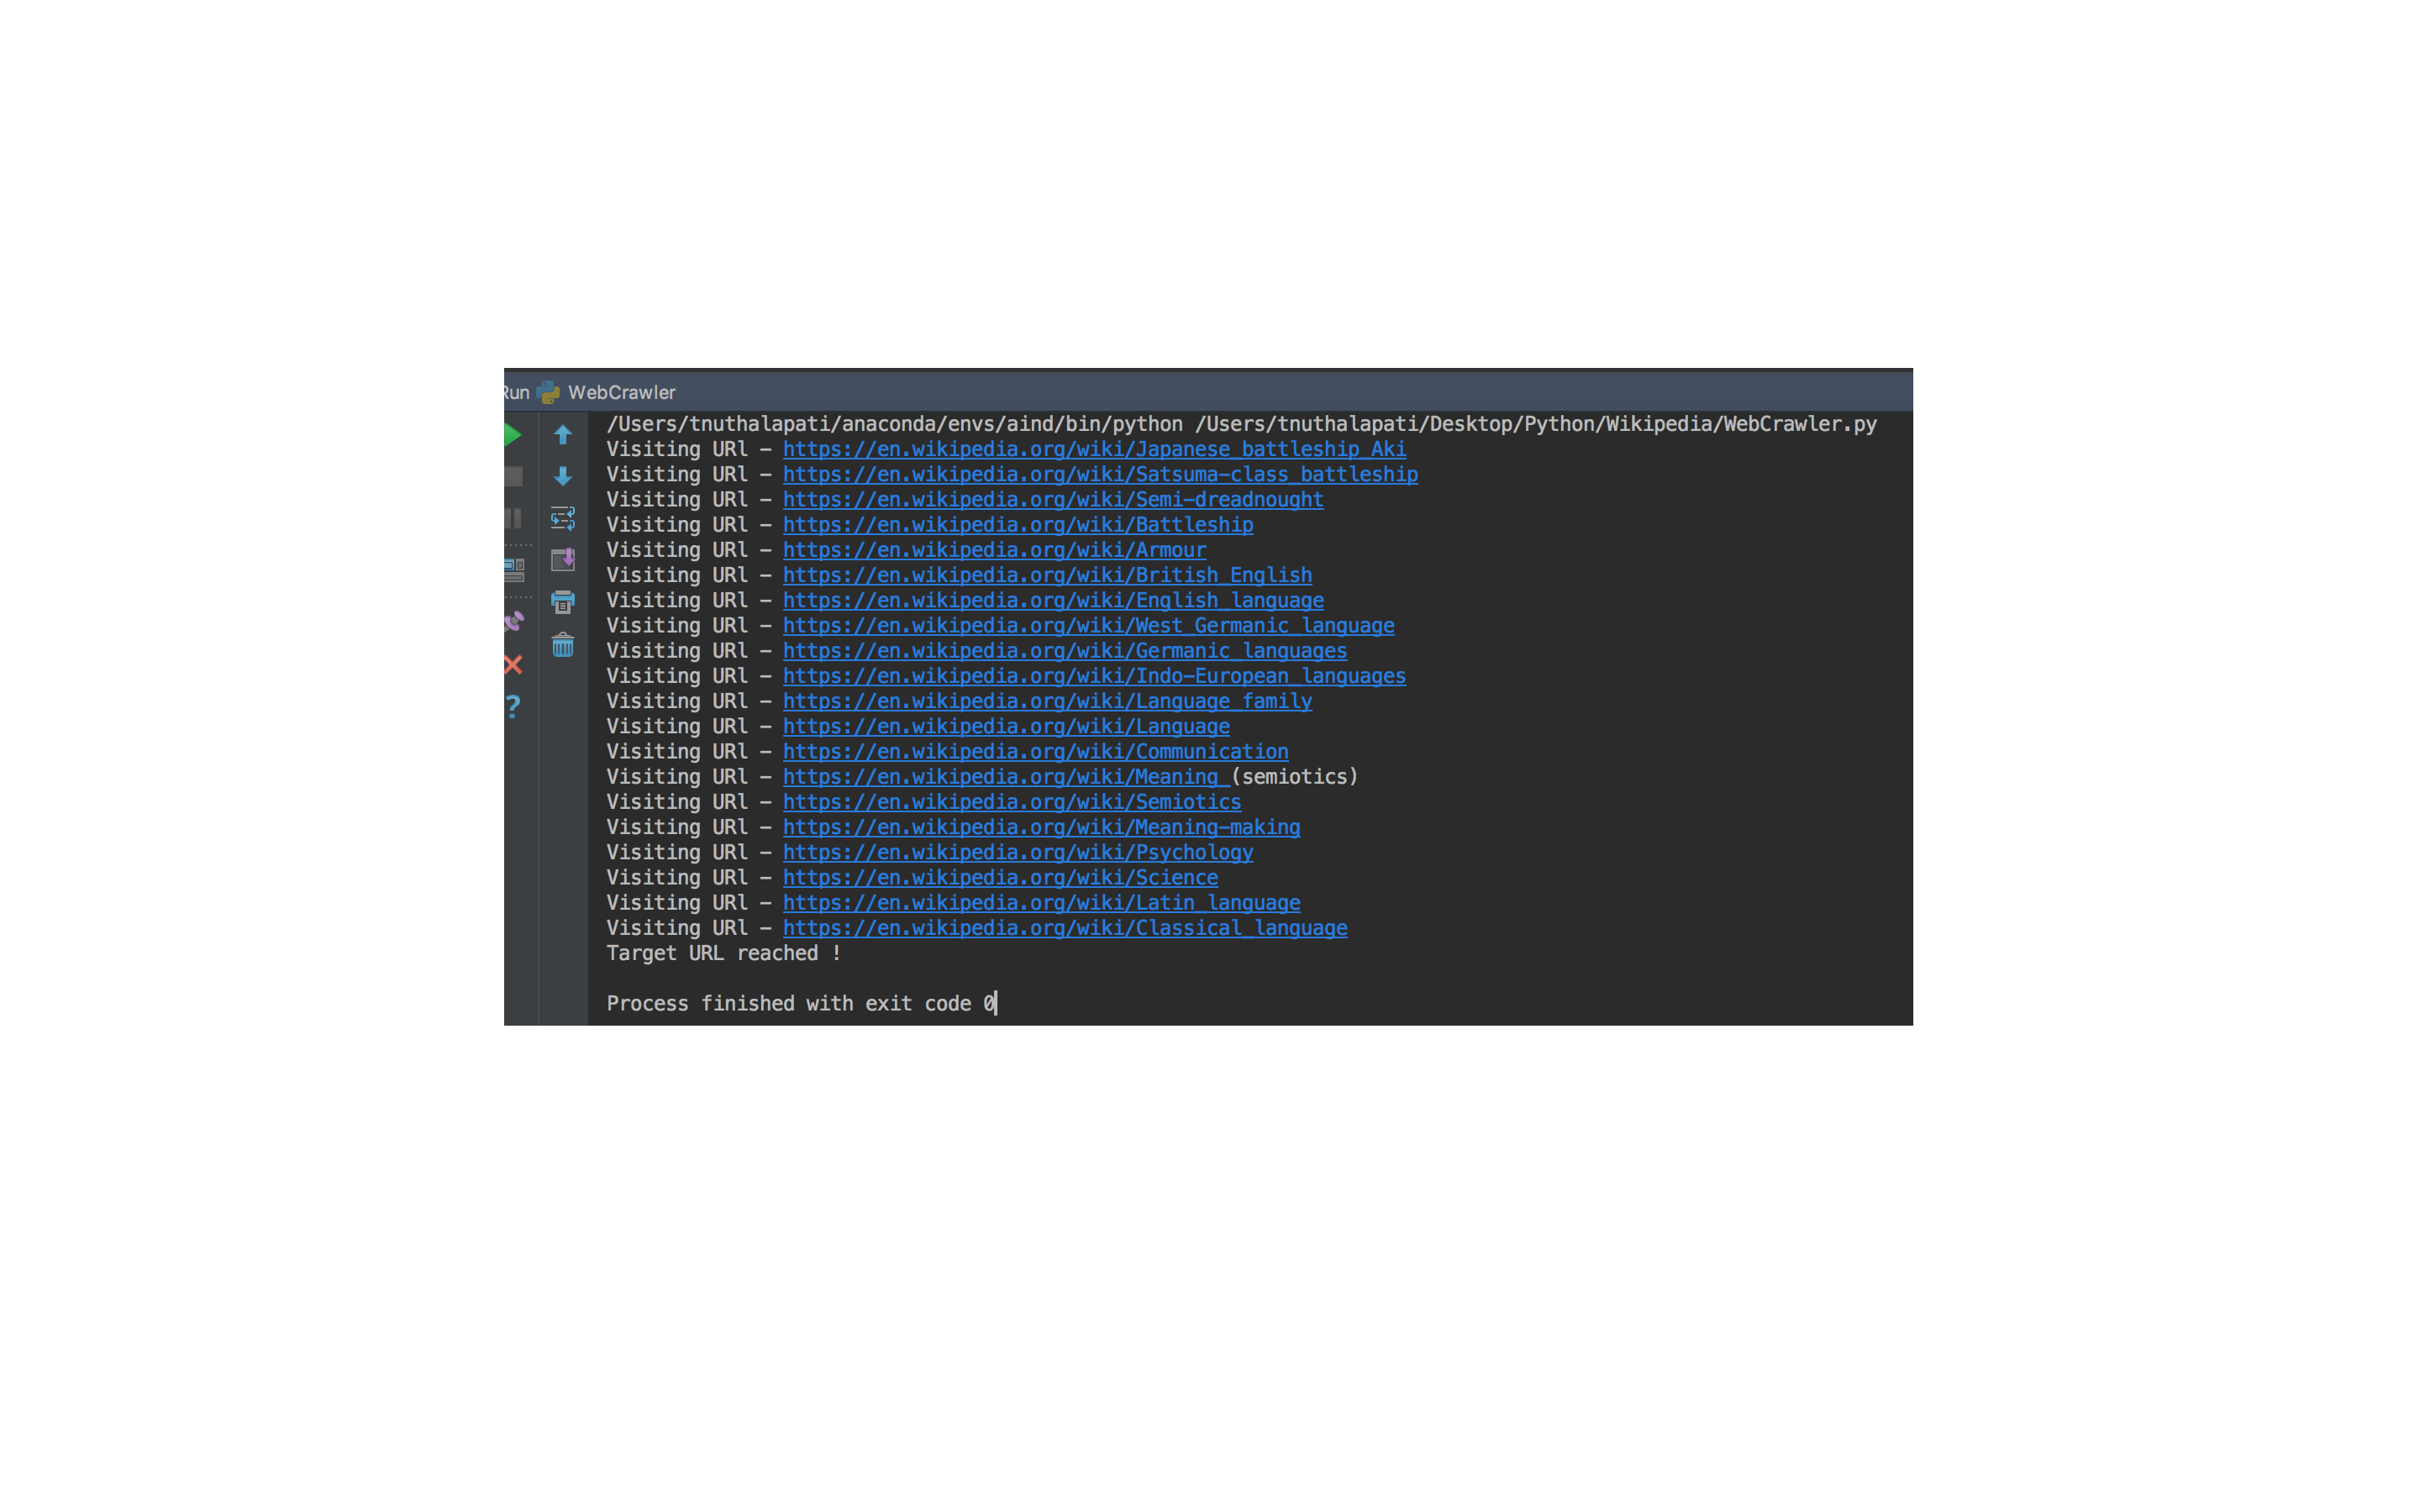 Run WebCrawler
/Users/tnuthalapati/anaconda/envs/aind/bin/python /Users/tnuthalapati/Desktop/Python/Wikipedia/WebCrawler.py
Visiting URl - https://en.wikipedia.org/wiki/Japanese_battleship_Aki
Visiting URl - https://en.wikipedia.org/wiki/Satsuma-class_battleship
Visiting URl - https://en.wikipedia.org/wiki/Semi-dreadnought
Visiting URl - https://en.wikipedia.org/wiki/Battleship
Visiting URl - https://en.wikipedia.org/wiki/Armour
Visiting URl - https://en.wikipedia.org/wiki/British_English
Visiting URl - https://en.wikipedia.org/wiki/English_language
Visiting URl - https://en.wikipedia.org/wiki/West_Germanic_language
Visiting URl - https://en.wikipedia.org/wiki/Germanic_languages
Visiting URl - https://en.wikipedia.org/wiki/Indo-European_languages
Visiting URl - https://en.wikipedia.org/wiki/Language_family
Visiting URl - https://en.wikipedia.org/wiki/Language
Visiting URl - https://en.wikipedia.org/wiki/Communication
Visiting URl - https://en.wikipedia.org/wiki/Meaning_(semiotics)
Visiting URl - https://en.wikipedia.org/wiki/Semiotics
Visiting URl - https://en.wikipedia.org/wiki/Meaning-making
Visiting URl - https://en.wikipedia.org/wiki/Psychology
Visiting URl - https://en.wikipedia.org/wiki/Science
Visiting URl - https://en.wikipedia.org/wiki/Latin_language
Visiting URl - https://en.wikipedia.org/wiki/Classical_language
Target URL reached !
Process finished with exit code 0